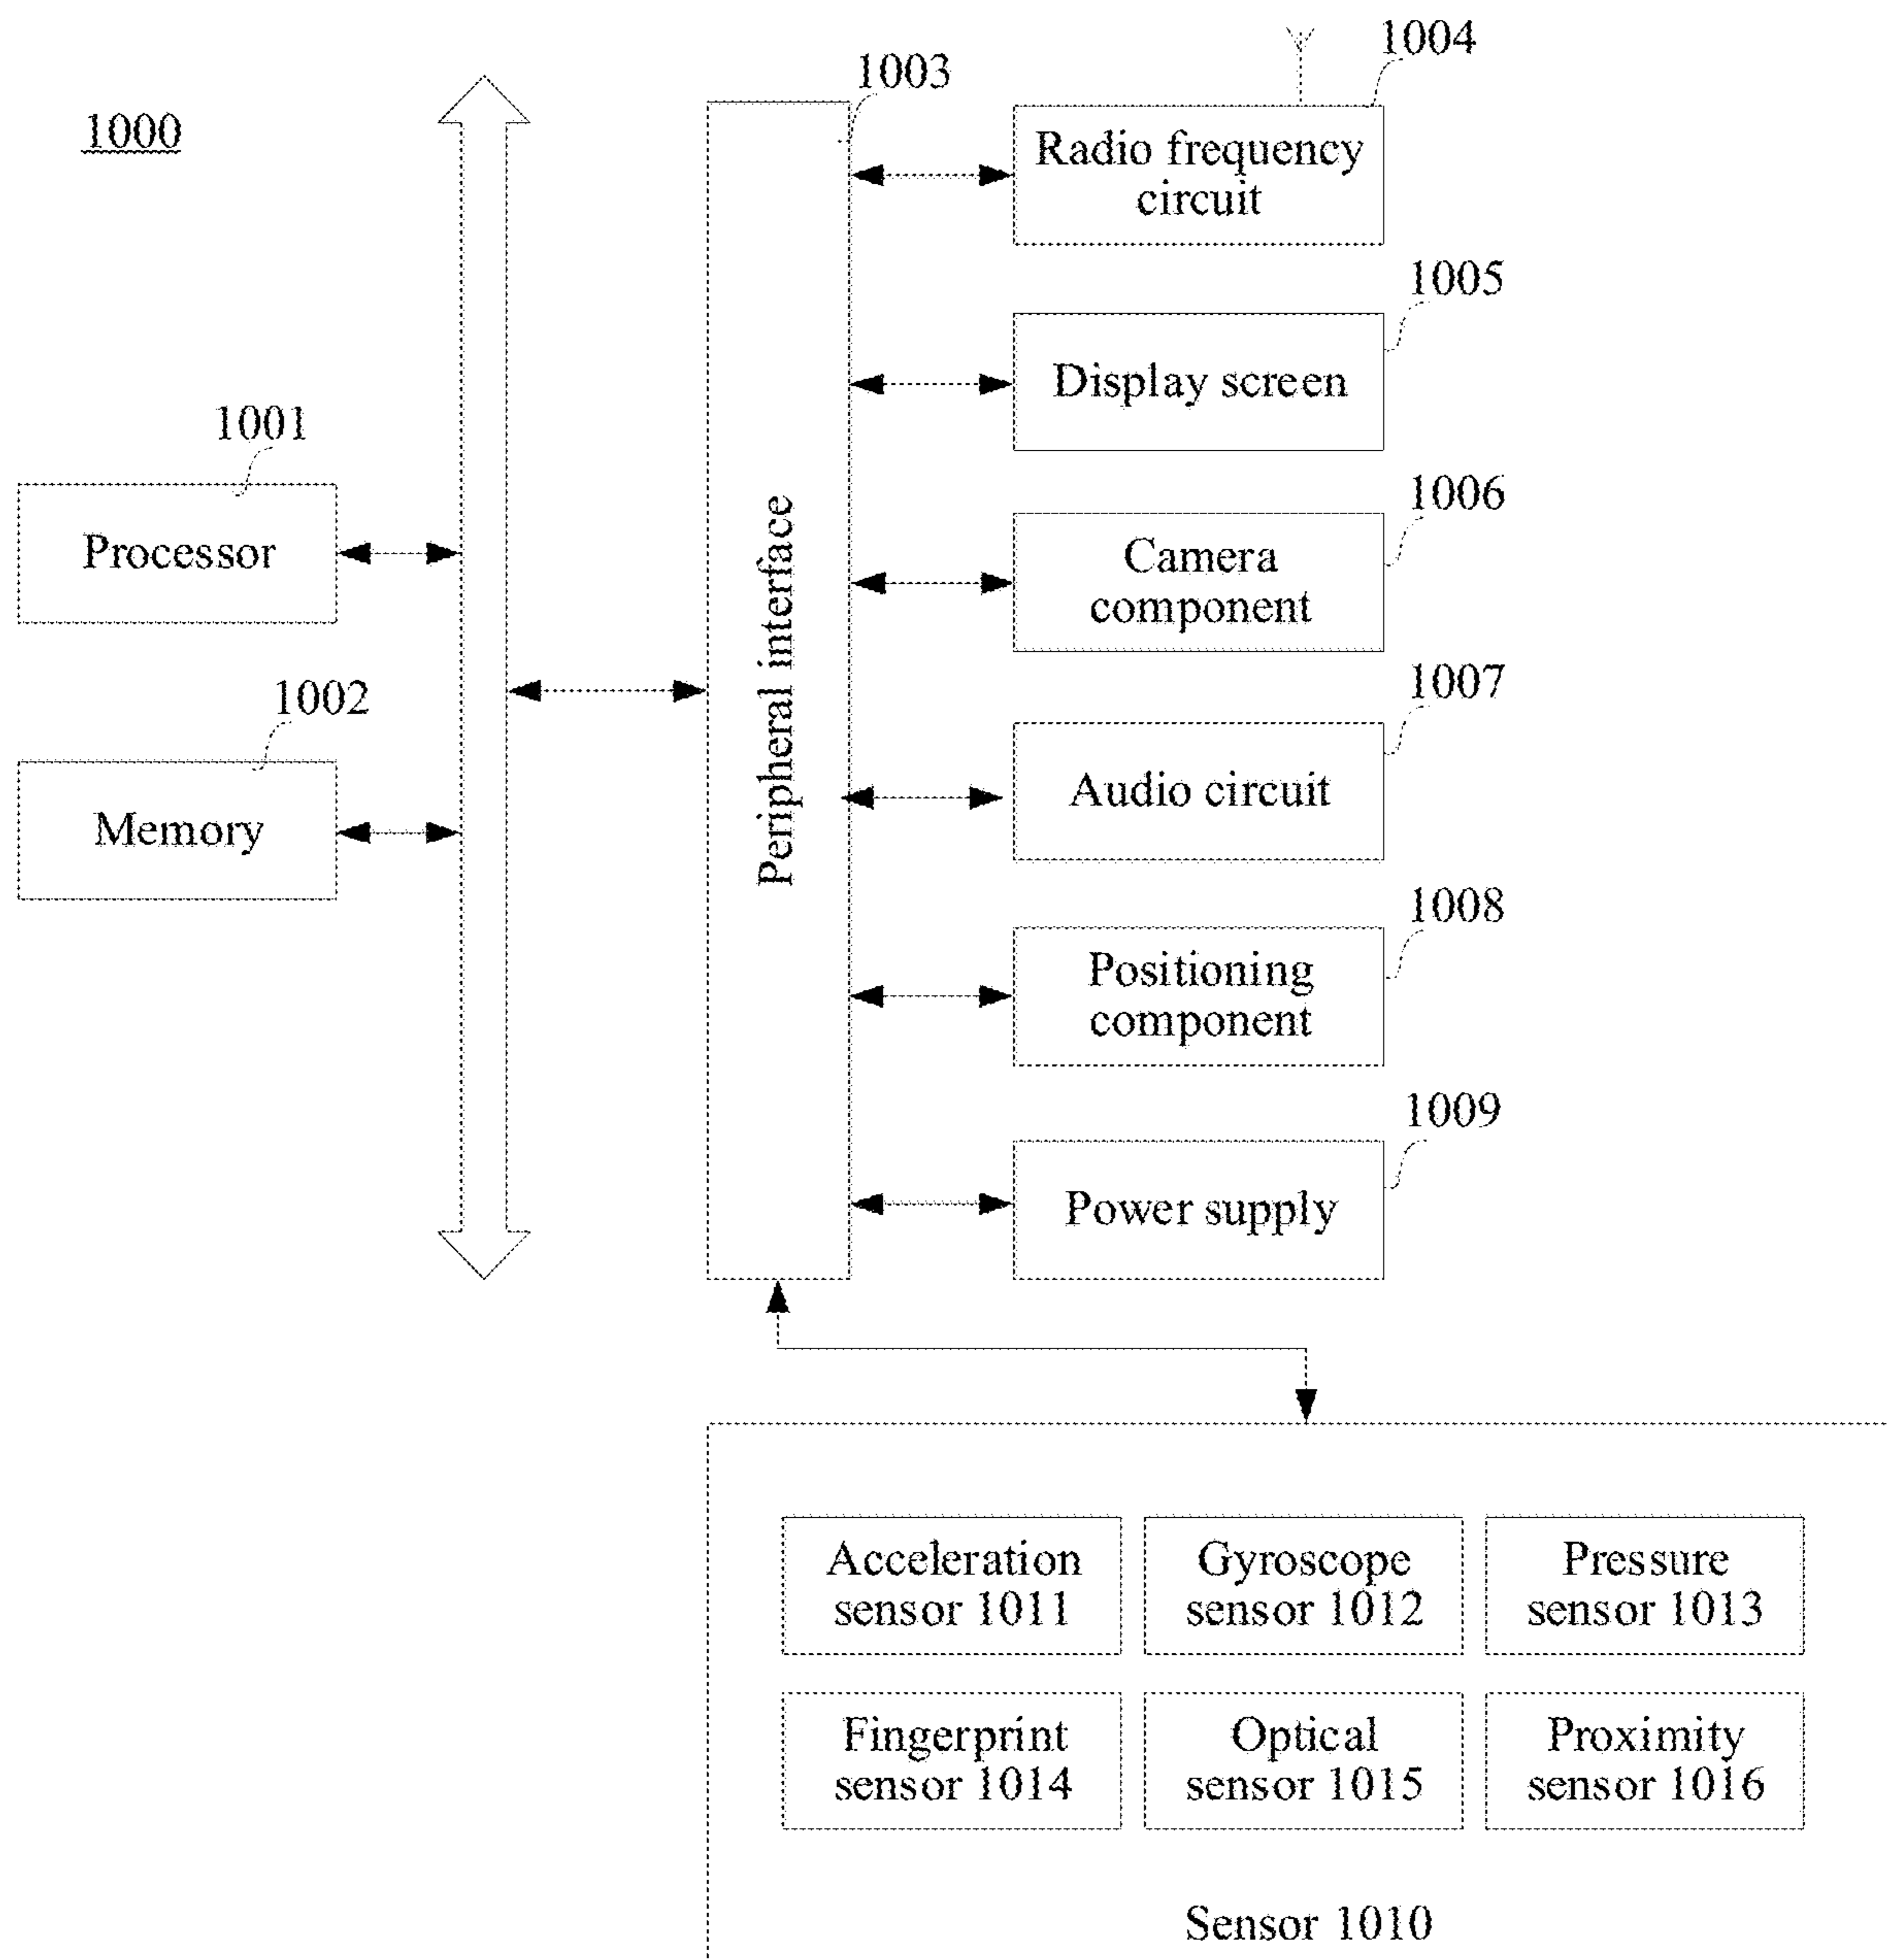 1000
1003
1004
Radio frequency
circuit
1005
Display screen
1001
Processor
1006
Camera
component
Peripheral interface
1002
Memory
1007
Audio circuit
1008
Positioning
component
1009
Power supply
Acceleration
sensor 1011
Gyroscope
sensor 1012
Pressure
sensor 1013
Fingerprint
sensor 1014
Optical
sensor 1015
Proximity
sensor 1016
Sensor 1010